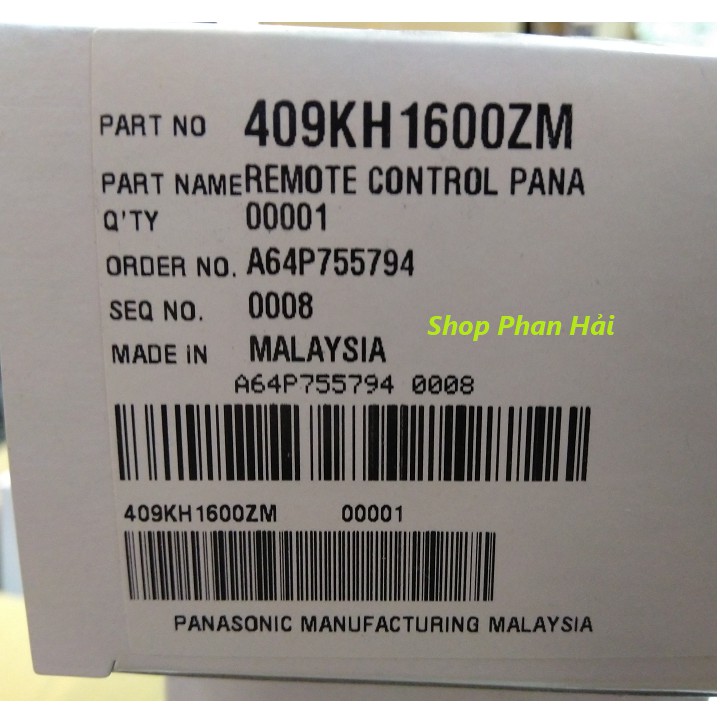 PART NO 409KH1600ZM
PART NAME REMOTE CONTROL PANA
Q'TY 00001
ORDER NO. A64P755794
SEQ NO. 0008
Shop Phan Hải
MADE IN MALAYSIA
A64P755794 0008
409KH1600ZM 00001
PANASONIC MANUFACTURING MALAYSIA